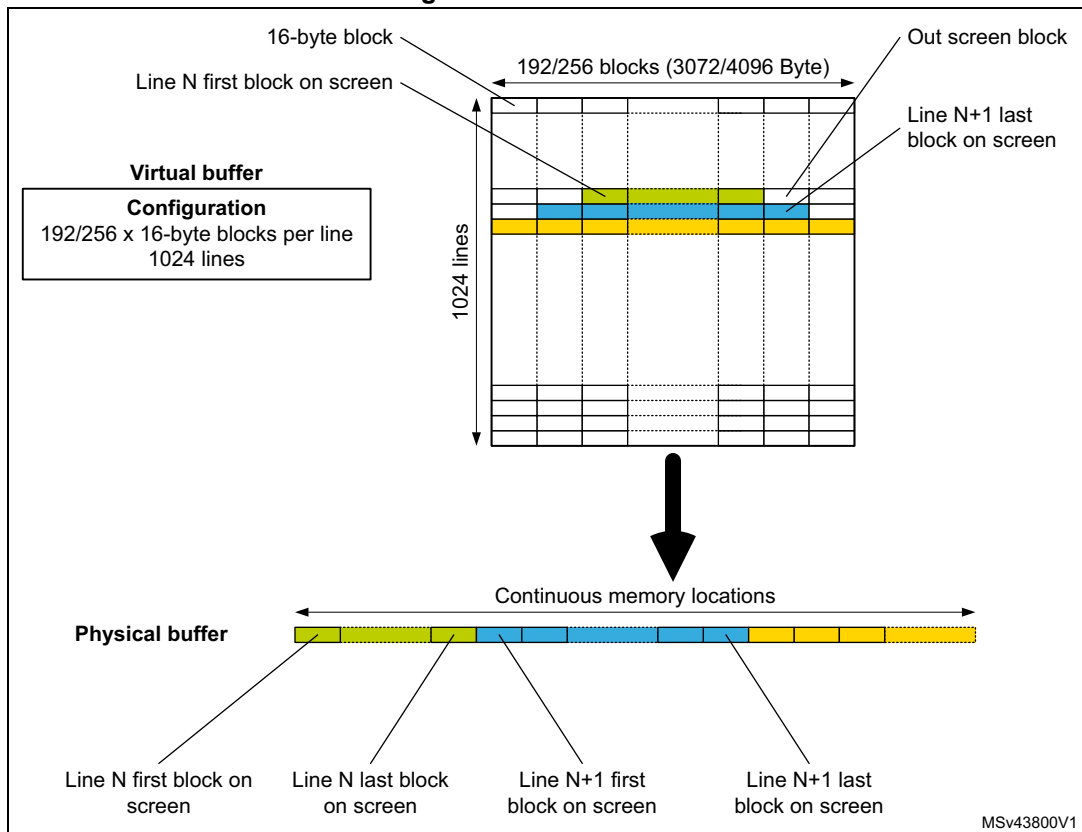 16-byte block
Out screen block
192/256 blocks (3072/4096 Byte)
Line N first block on screen
Line N+1 last
block on screen
Virtual buffer
Configuration
192/256 x 16-byte blocks per line
1024 lines
1024 lines
Continuous memory locations
Physical buffer
Line N first block on
screen
Line N last block
on screen
Line N+1 first
block on screen
Line N+1 last
block on screen
MSv43800V1